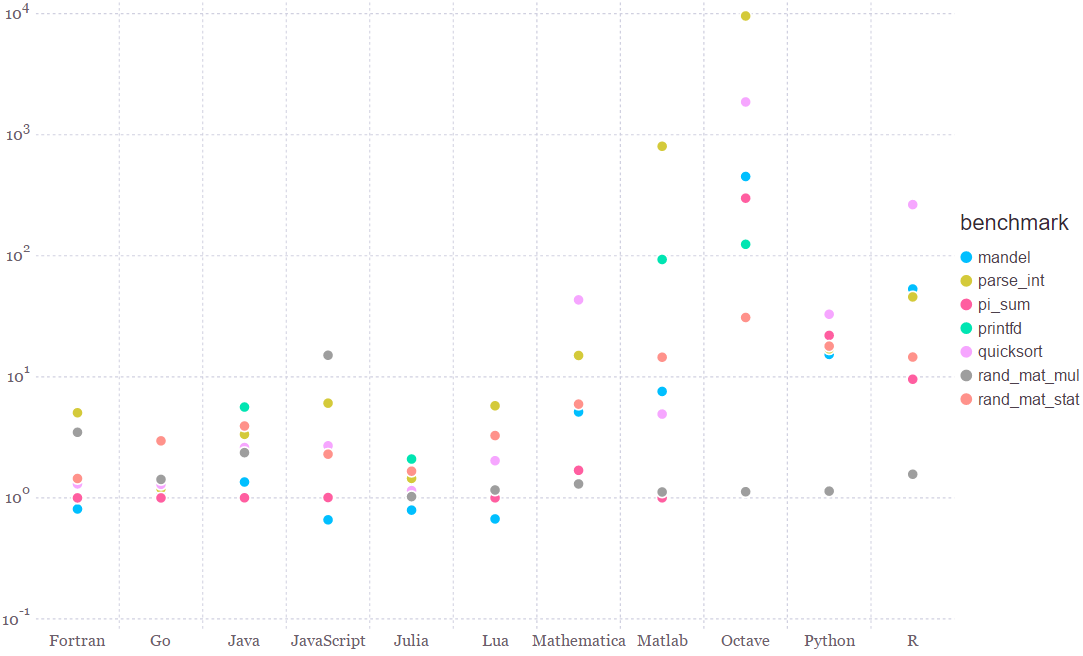 10^4
10^3
10^2
10^1
10^0
10^-1
Fortran Go Java JavaScript Julia Lua Mathematica Matlab Octave Python R
benchmark
mandel
parse_int
pi_sum
printfd
quicksort
rand_mat_mul
rand_mat_stat